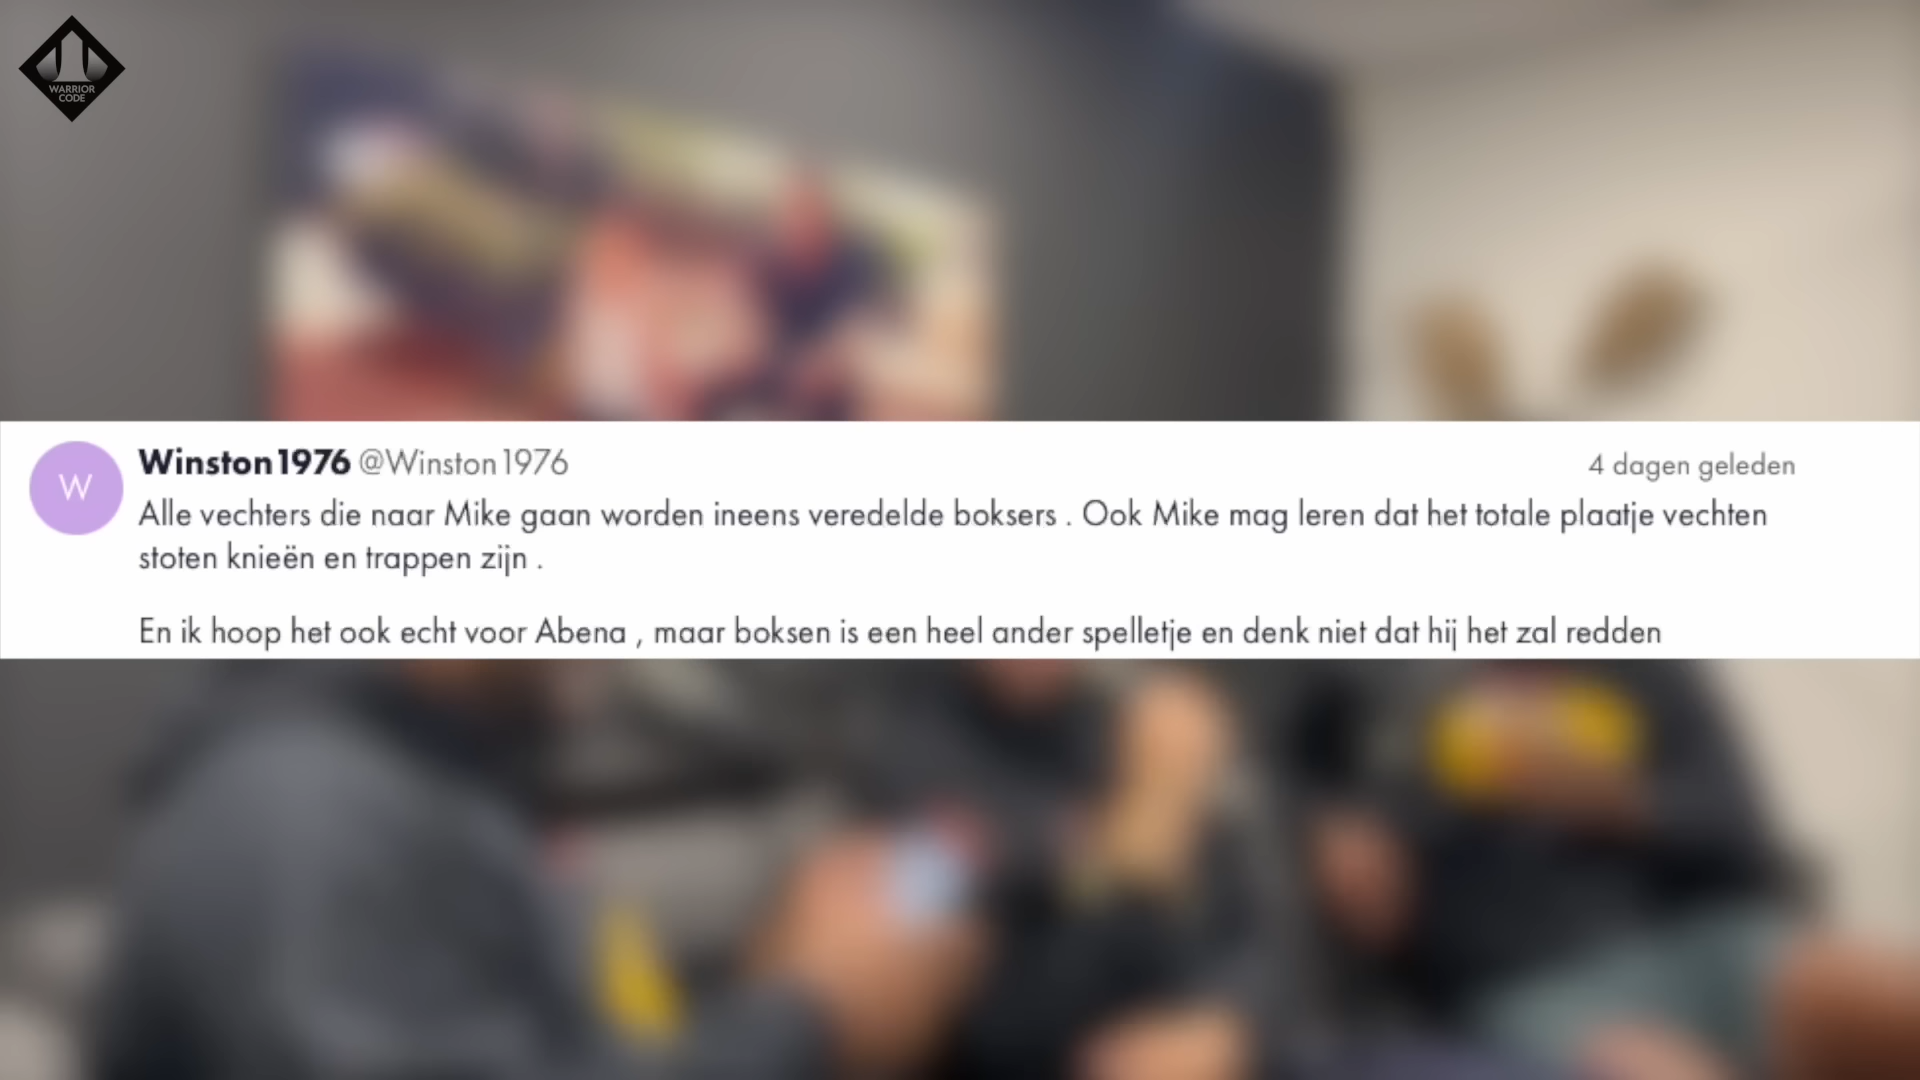 WARRIOR
CODE
W
Winston1976 @Winston1976
4 dagen geleden
Alle vechters die naar Mike gaan worden ineens veredelde boksers . Ook Mike mag leren dat het totale plaatje vechten
stoten knieën en trappen zijn .
En ik hoop het ook echt voor Abena , maar boksen is een heel ander spelletje en denk niet dat hij het zal redden